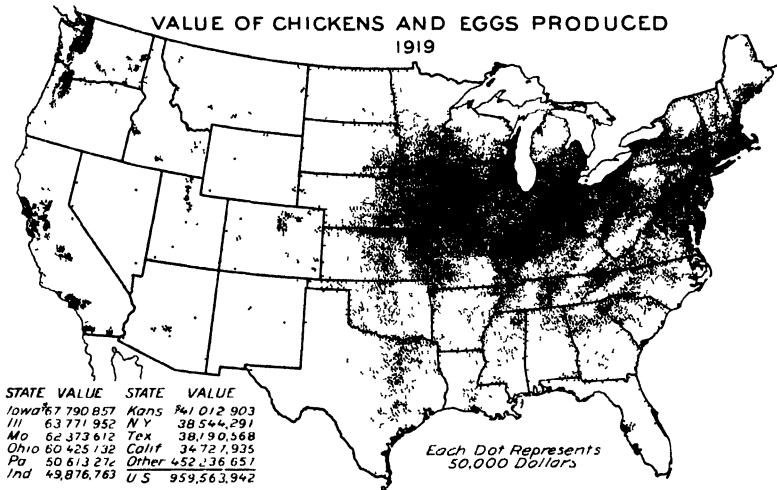 VALUE OF CHICKENS AND EGGS PRODUCED
1919
STATE VALUE STATE VALUE
Iowa $67 790 857 Kans $41 012 903
Ill 63 771 952 N Y 38 544,291
Mo 62 373 612 Tex 38,190,568
Ohio 60 425 132 Calif 34 727,935
Pa 50 613 272 Other 452 236 657
Ind 49,876,763 U S 959,563,942
Each Dot Represents
50,000 Dollars